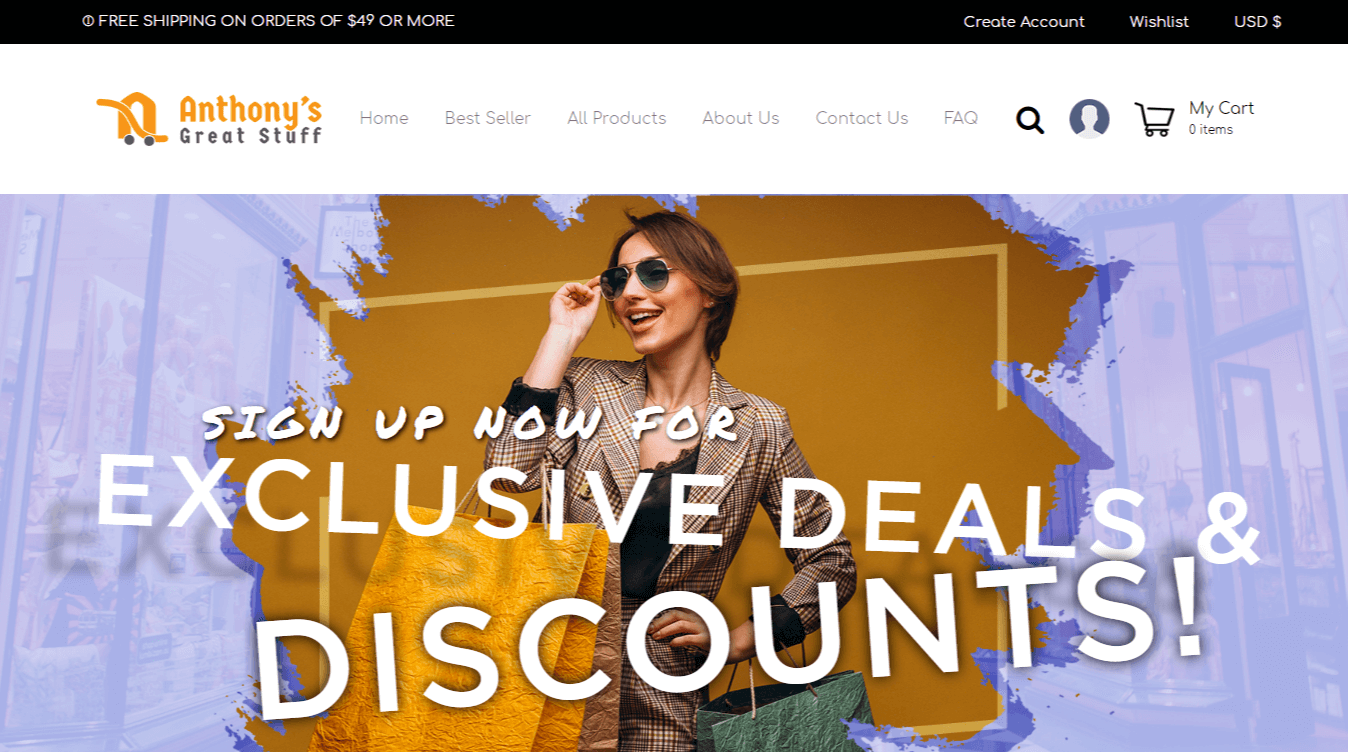 FREE SHIPPING ON ORDERS OF $49 OR MORE
Create Account Wishlist USD $
Anthony's
Great Stuff
Home Best Seller All Products About Us Contact Us FAQ
My Cart
0 items
SIGN UP NOW FOR
EXCLUSIVE DEALS &
DISCOUNTS!